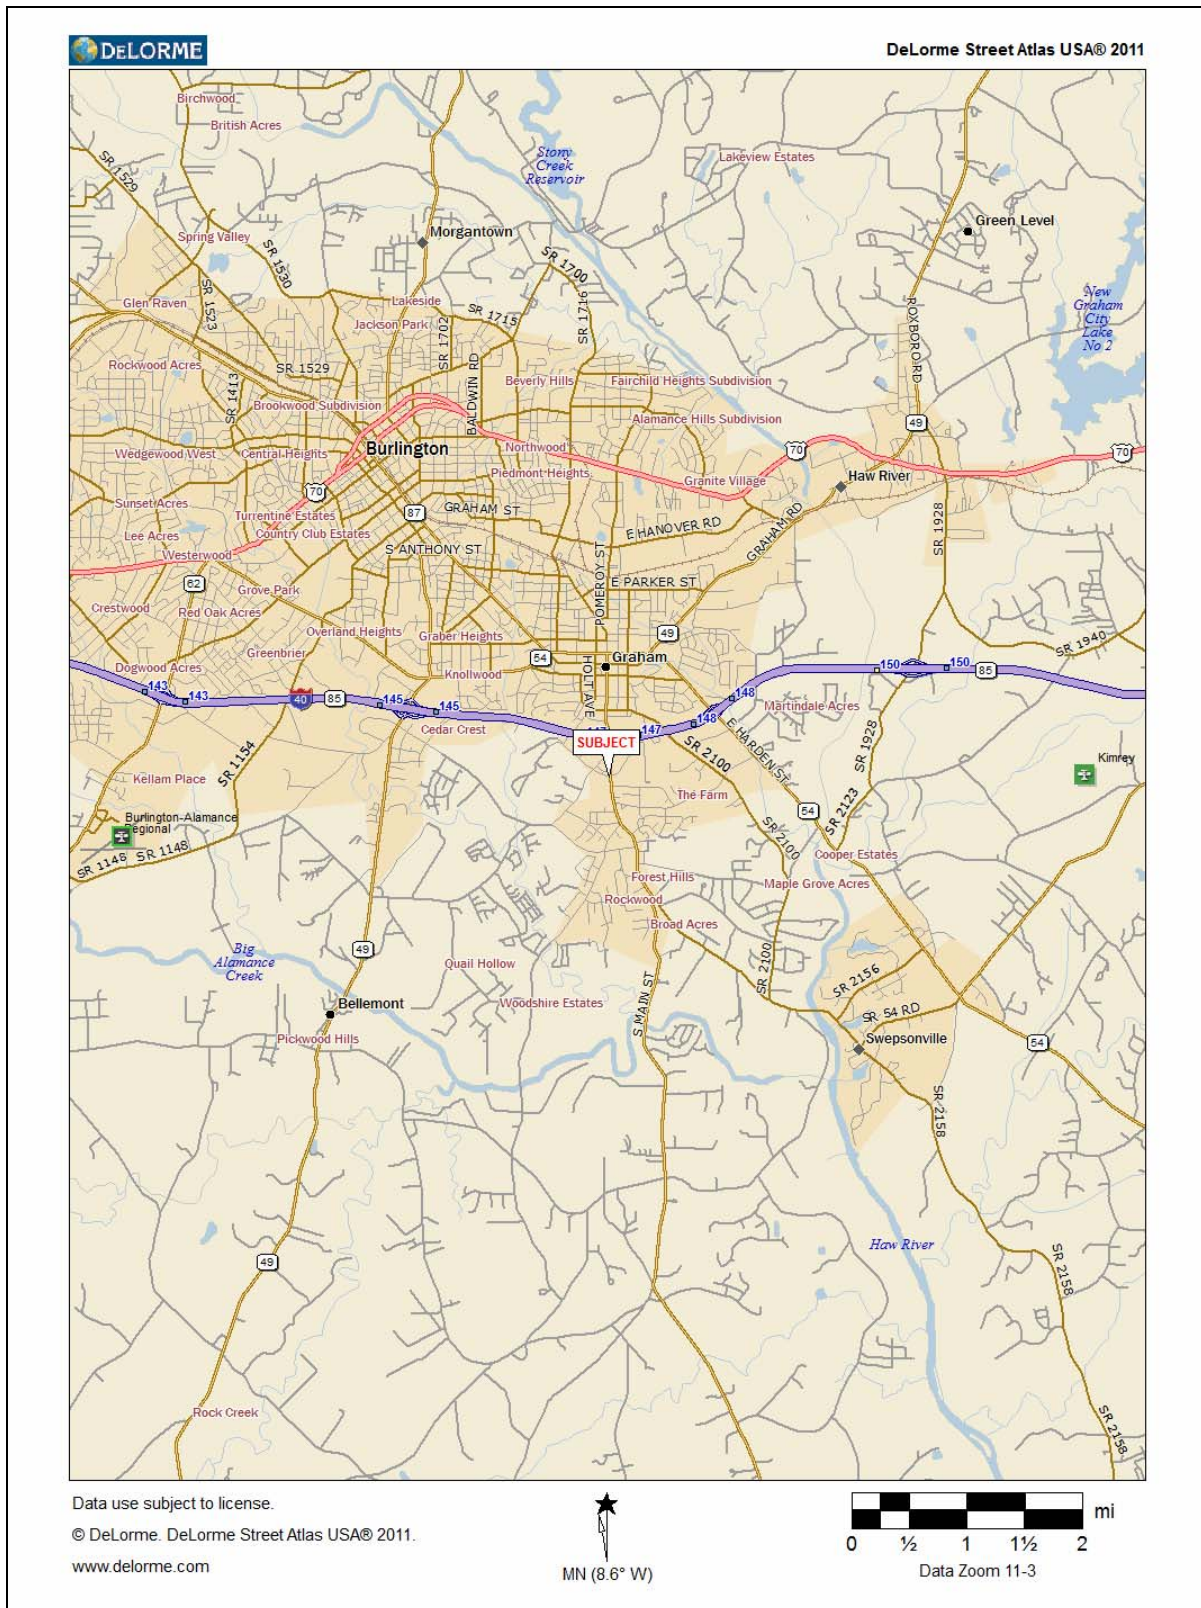 DELORME
DeLorme Street Atlas USA® 2011
Birchwood
British Acres
Stony
Creek
Reservoir
Lakeview Estates
SR 1529
Green Level
Morgantown
Spring Valley
SR 1530
SR 1700
New
Graham
City
Lake
No 2
SR 1523
Glen Raven
Lakeside
SR 1715
SR 1716
ROXBORO RD
Jackson Park
SR 1702
Rockwood Acres
SR 1529
BALDWIN RD
Beverly Hills
Fairchild Heights Subdivision
SR 1413
Brookwood Subdivision
Alamance Hills Subdivision
49
Burlington
Northwood
70
70
Wedgewood West
Central Heights
Piedmont Heights
Granite Village
Haw River
70
Sunset Acres
Turrentine Estates
87
GRAHAM ST
E HANOVER RD
GRAHAM RD
SR 1928
Lee Acres
Country Club Estates
S ANTHONY ST
Westerwood
POMEROY ST
E PARKER ST
62
Grove Park
Crestwood
Red Oak Acres
Overland Heights
Graber Heights
49
SR 1940
Greenbrier
54
Graham
Dogwood Acres
Knollwood
HOLT AVE
150
150
85
143
143
40
85
145
145
148
Martindale Acres
Cedar Crest
147
148
E HARDEN ST
SR 1928
SUBJECT
SR 2100
SR 1154
Kellam Place
The Farm
Kimrey
Burlington-Alamance
Regional
54
SR 2123
SR 1148
SR 1148
SR 2100
Cooper Estates
Forest Hills
Maple Grove Acres
Rockwood
Broad Acres
Big
Alamance
Creek
49
Quail Hollow
SR 2100
SR 2156
Bellemont
Woodshire Estates
S MAIN ST
SR 54 RD
Pickwood Hills
Swepsonville
54
SR 2158
Haw River
49
SR 2158
Rock Creek
SR 2158
Data use subject to license.
© DeLorme. DeLorme Street Atlas USA® 2011.
www.delorme.com
MN (8.6° W)
mi
0 ½ 1 1½ 2
Data Zoom 11-3